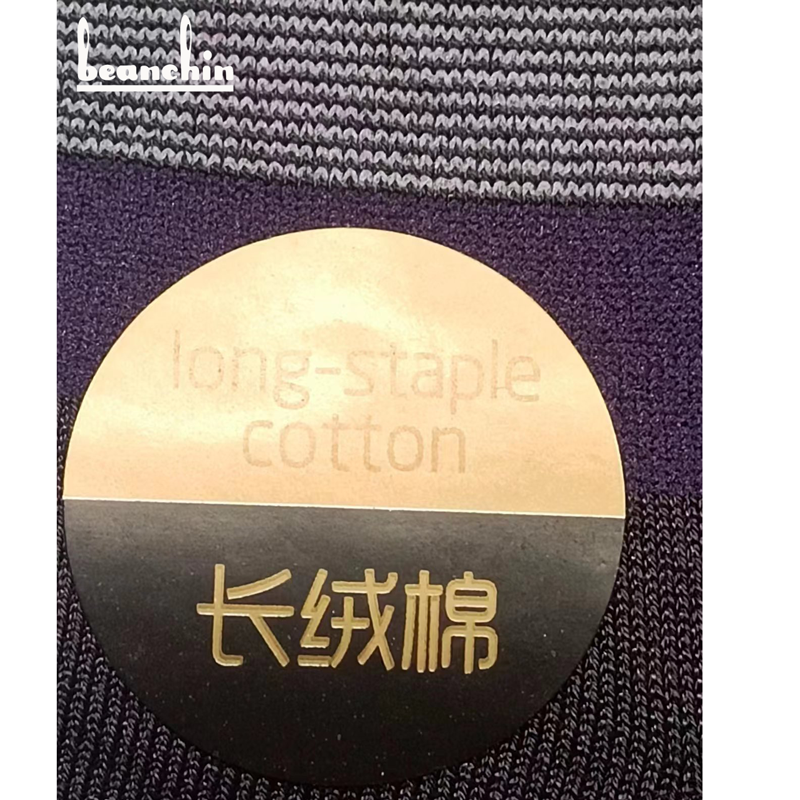 beanchin
long-staple
cotton
长绒棉